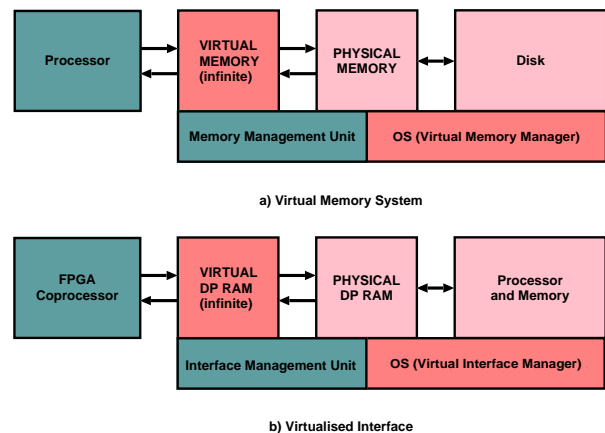 Processor
VIRTUAL
MEMORY
(infinite)
PHYSICAL
MEMORY
Disk
Memory Management Unit
OS (Virtual Memory Manager)
a) Virtual Memory System
FPGA
Coprocessor
VIRTUAL
DP RAM
(infinite)
PHYSICAL
DP RAM
Processor
and Memory
Interface Management Unit
OS (Virtual Interface Manager)
b) Virtualised Interface